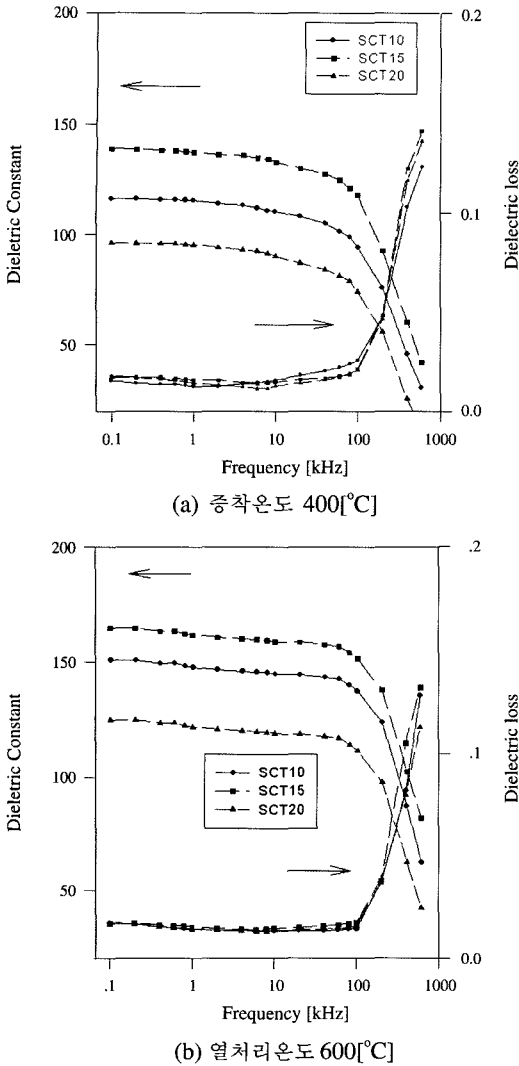 200
0.2
SCT10
SCT15
SCT20
150
Dieletric Constant
0.1
Dielectric loss
100
50
0.0
0.1
1
10
100
1000
Frequency [kHz]
(a) 증착온도 400[°C]
200
.2
150
Dieletric Constant
SCT10
SCT15
SCT20
0.1
Dielectric loss
100
50
0.0
.1
1
10
100
1000
Frequency [kHz]
(b) 열처리온도 600[°C]